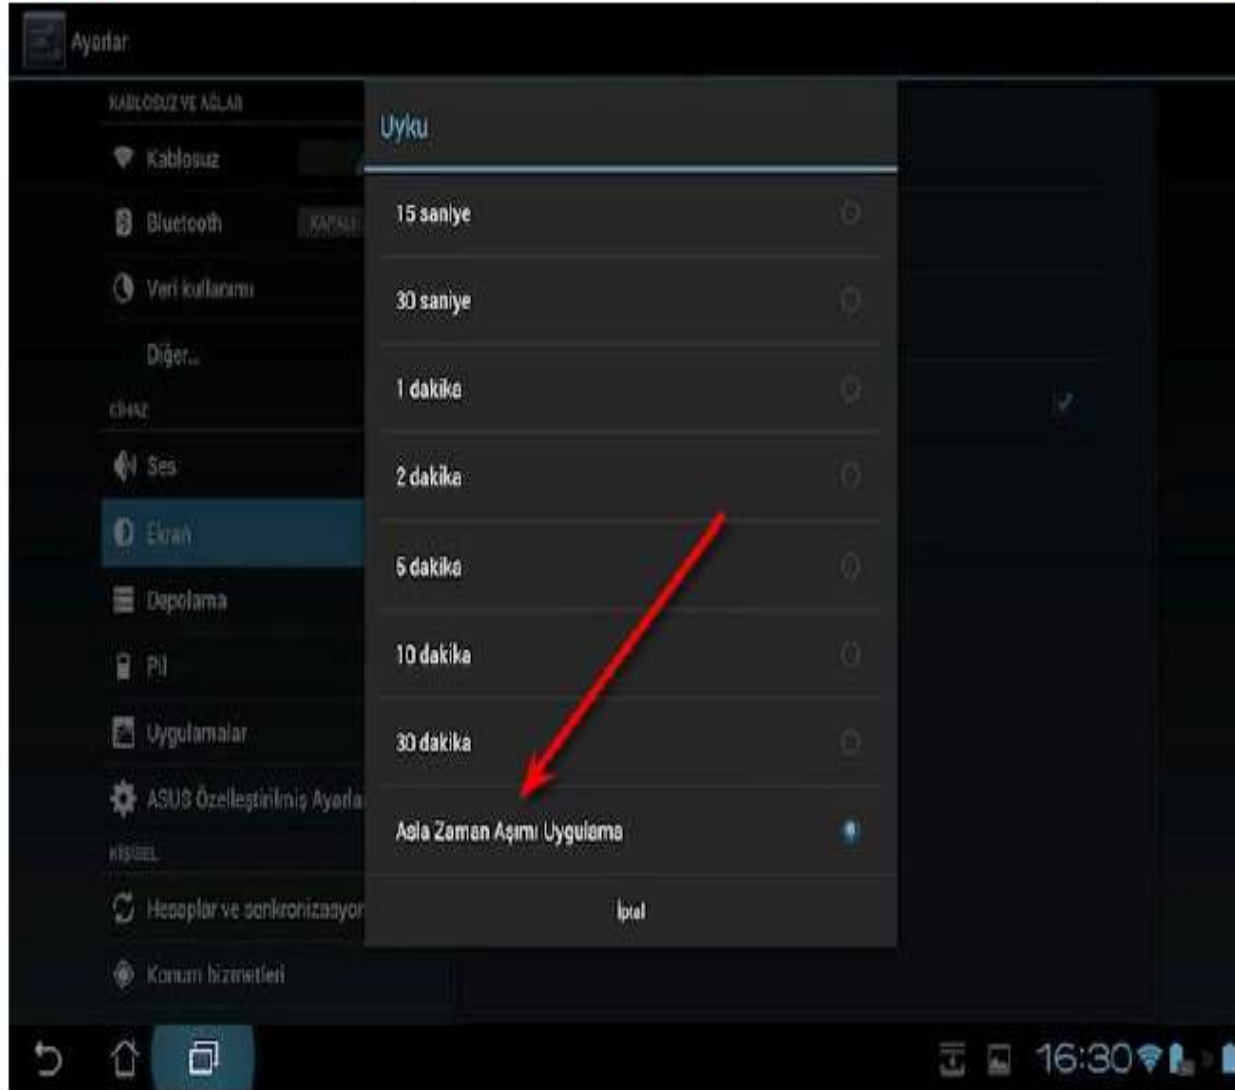 Ayarlar
KABLOSUZ VE AĞLAR
Kablosuz
Bluetooth
KAPALI
Veri kullanımı
Diğer...
CİHAZ
Ses
Ekran
Depolama
Pil
Uygulamalar
ASUS Özelleştirilmiş Ayarla
KİŞİSEL
Hesaplar ve senkronizasyon
Konum hizmetleri
Uyku
15 saniye
30 saniye
1 dakika
2 dakika
5 dakika
10 dakika
30 dakika
Asla Zaman Aşımı Uygulama
İptal
16:30